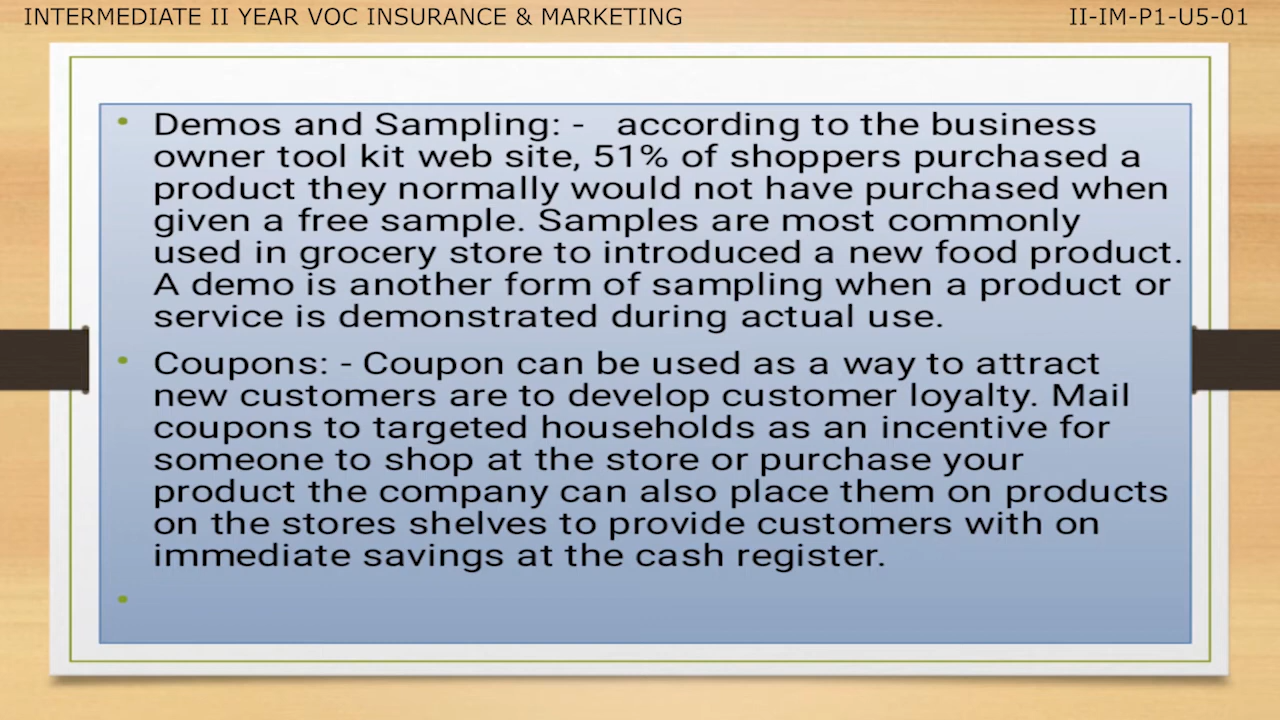 INTERMEDIATE II YEAR VOC INSURANCE & MARKETING
II-IM-P1-U5-01
• Demos and Sampling: - according to the business
owner tool kit web site, 51% of shoppers purchased a
product they normally would not have purchased when
given a free sample. Samples are most commonly
used in grocery store to introduced a new food product.
A demo is another form of sampling when a product or
service is demonstrated during actual use.
• Coupons: - Coupon can be used as a way to attract
new customers are to develop customer loyalty. Mail
coupons to targeted households as an incentive for
someone to shop at the store or purchase your
product the company can also place them on products
on the stores shelves to provide customers with on
immediate savings at the cash register.
•